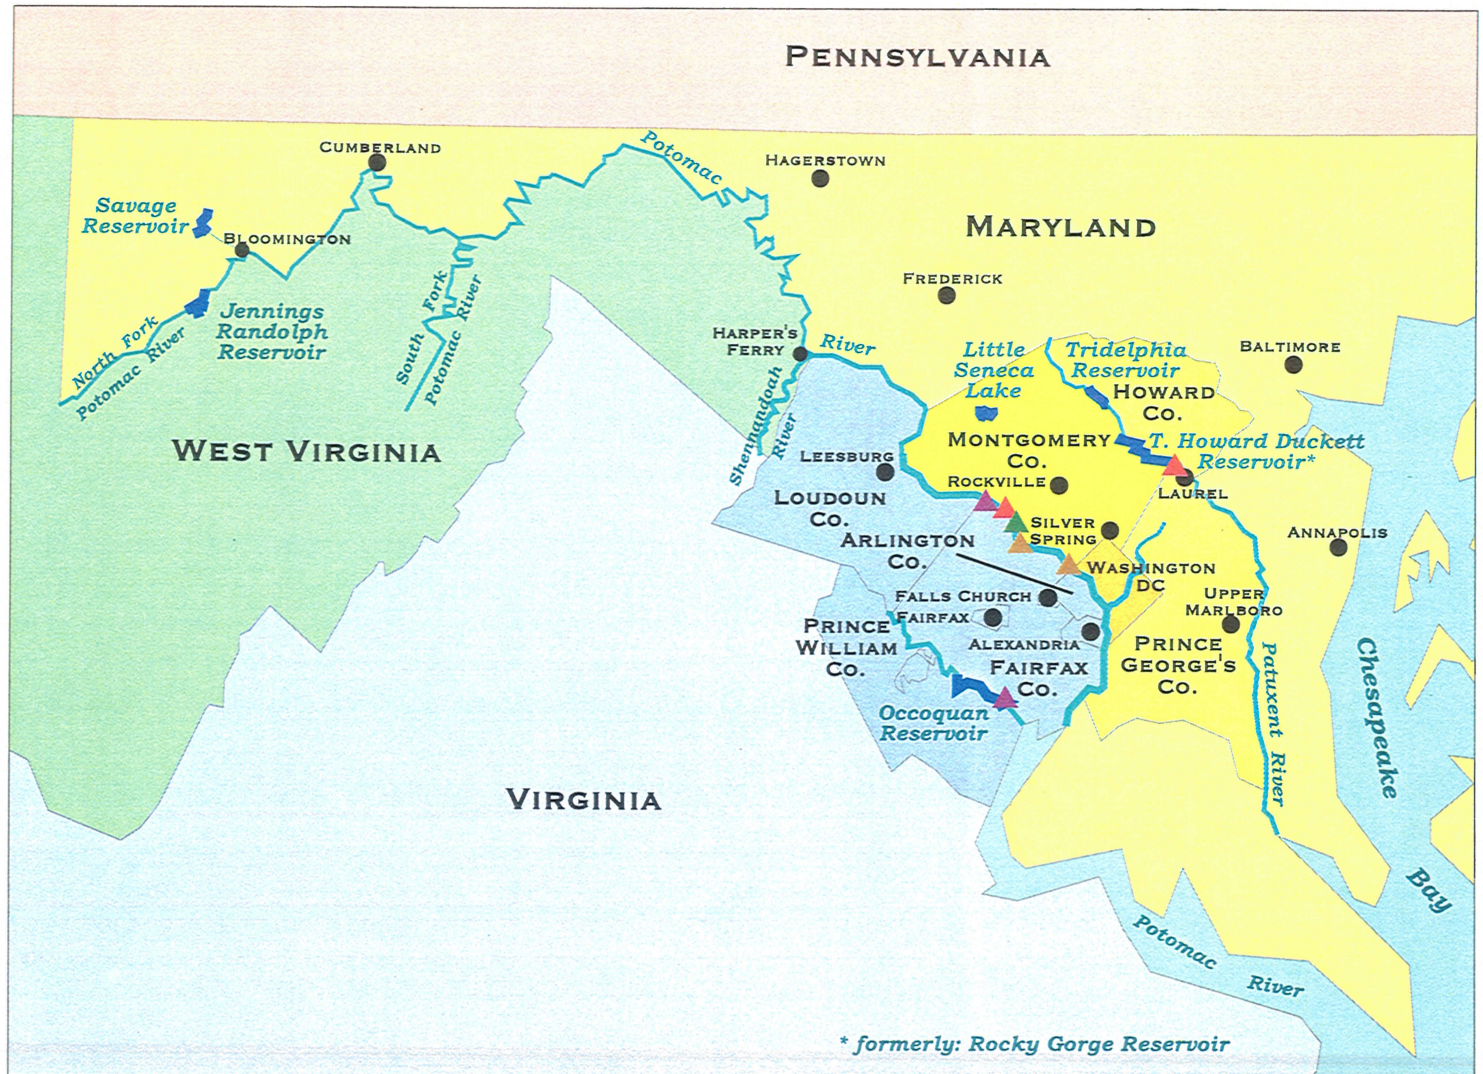 PENNSYLVANIA
CUMBERLAND
Potomac
HAGERSTOWN
Savage
Reservoir
BLOOMINGTON
MARYLAND
FREDERICK
Jennings
Randolph
Reservoir
North Fork
Potomac River
South Fork
Potomac River
HARPER'S
FERRY
River
Little
Seneca
Lake
Tridelphia
Reservoir
BALTIMORE
HOWARD
CO.
Shennandoah
River
WEST VIRGINIA
MONTGOMERY
CO.
T. Howard Duckett
Reservoir*
LEESBURG
ROCKVILLE
LAUREL
LOUDOUN
CO.
SILVER
SPRING
ANNAPOLIS
ARLINGTON
CO.
WASHINGTON
DC
FALLS CHURCH
UPPER
MARLBORO
FAIRFAX
PRINCE
WILLIAM
CO.
ALEXANDRIA
FAIRFAX
CO.
PRINCE
GEORGE'S
CO.
Patuxent River
Chesapeake
Bay
Occoquan
Reservoir
VIRGINIA
Potomac
River
* formerly: Rocky Gorge Reservoir